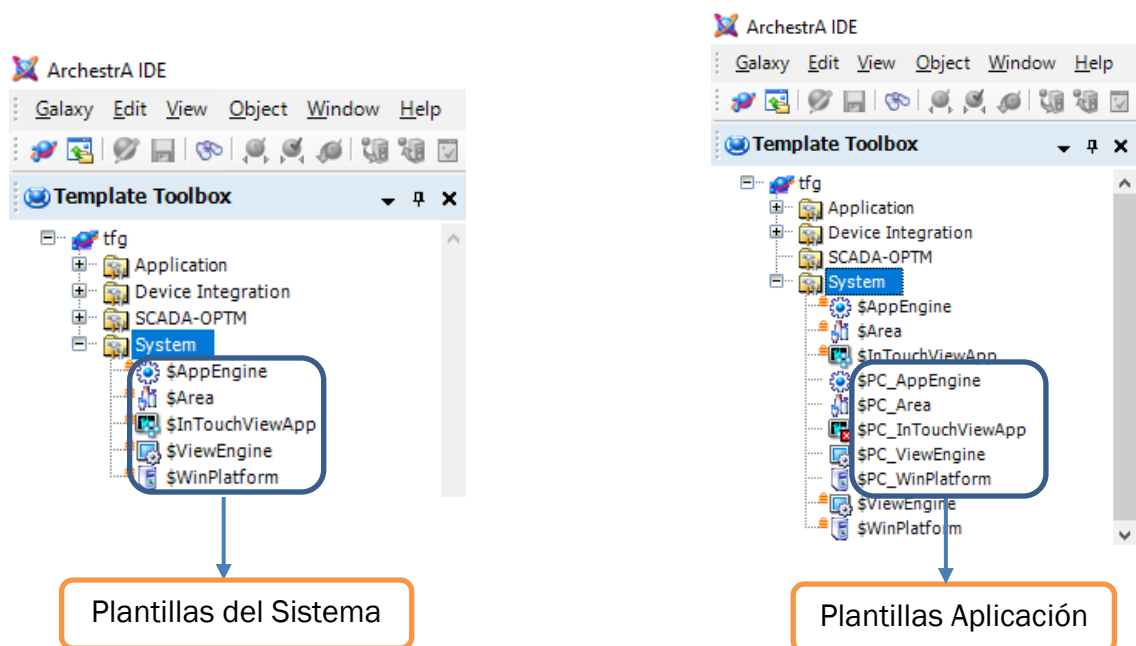 ArchestrA IDE
Galaxy Edit View Object Window Help
Template Toolbox
tfg
Application
Device Integration
SCADA-OPTM
System
$AppEngine
$Area
$InTouchViewApp
$ViewEngine
$WinPlatform
Plantillas del Sistema
ArchestrA IDE
Galaxy Edit View Object Window Help
Template Toolbox
tfg
Application
Device Integration
SCADA-OPTM
System
$AppEngine
$Area
$InTouchViewApp
$PC_AppEngine
$PC_Area
$PC_InTouchViewApp
$PC_ViewEngine
$PC_WinPlatform
$ViewEngine
$WinPlatform
Plantillas Aplicación